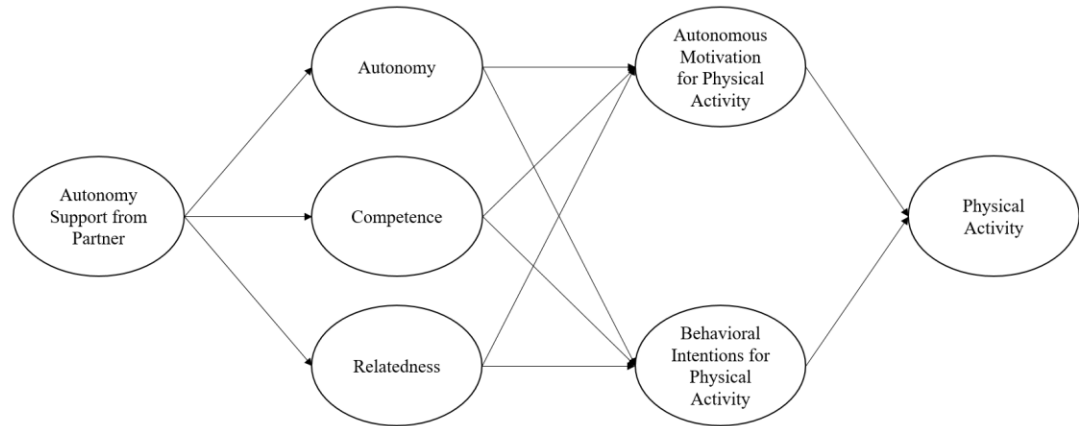 Autonomy
Support from
Partner
Autonomy
Competence
Relatedness
Autonomous
Motivation
for Physical
Activity
Behavioral
Intentions for
Physical
Activity
Physical
Activity